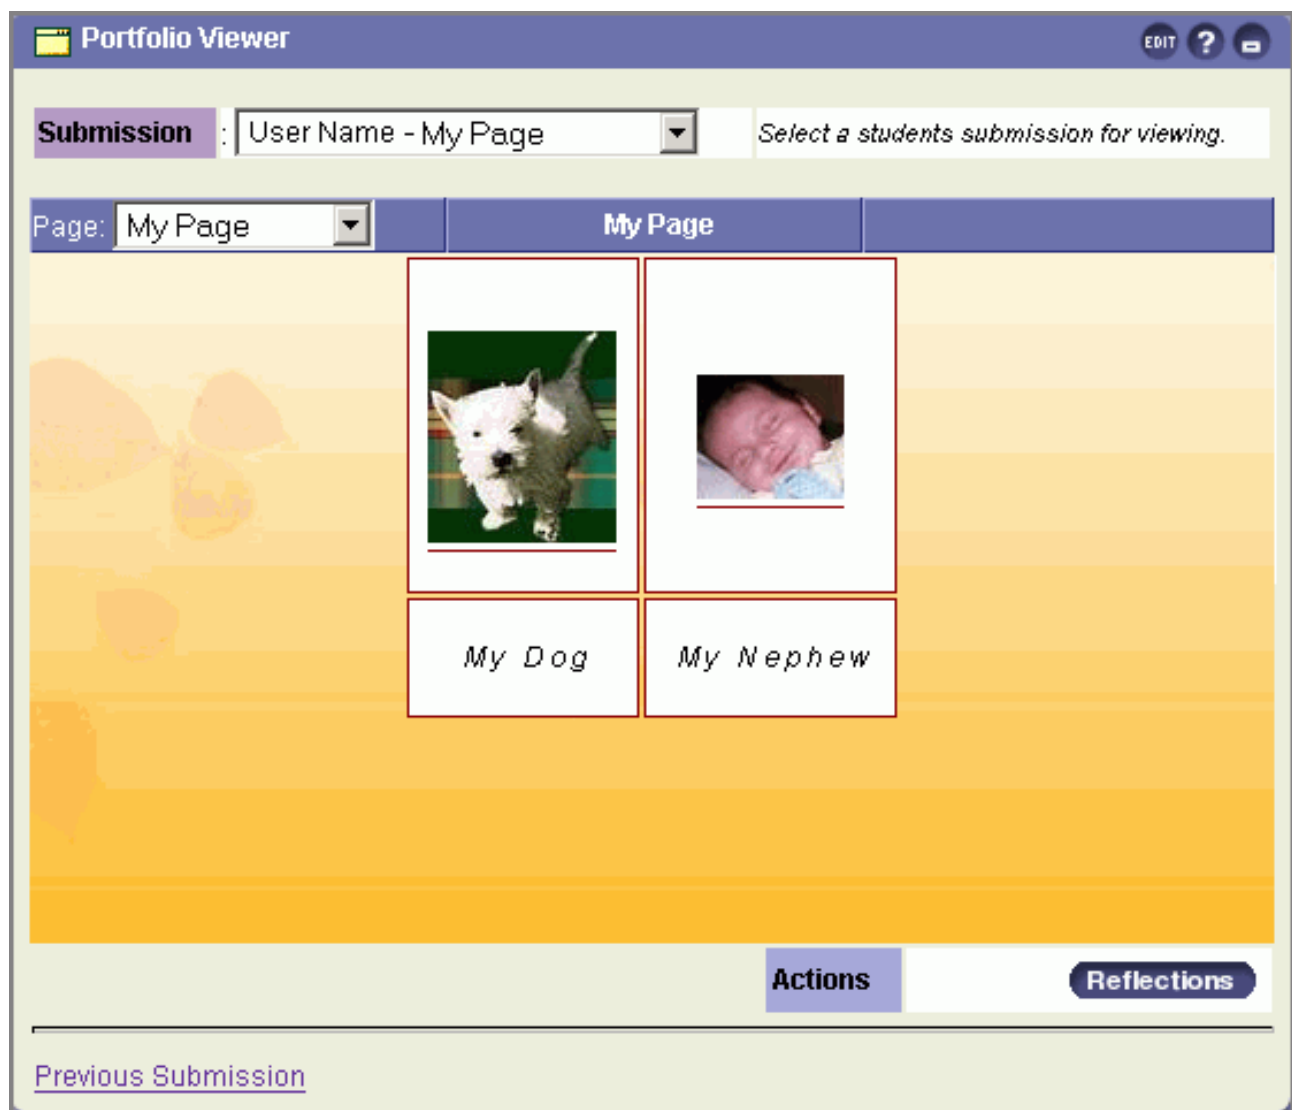 Portfolio Viewer
EDIT ?
Submission : User Name - My Page Select a students submission for viewing.
Page: My Page My Page
My Dog My Nephew
Actions Reflections
Previous Submission